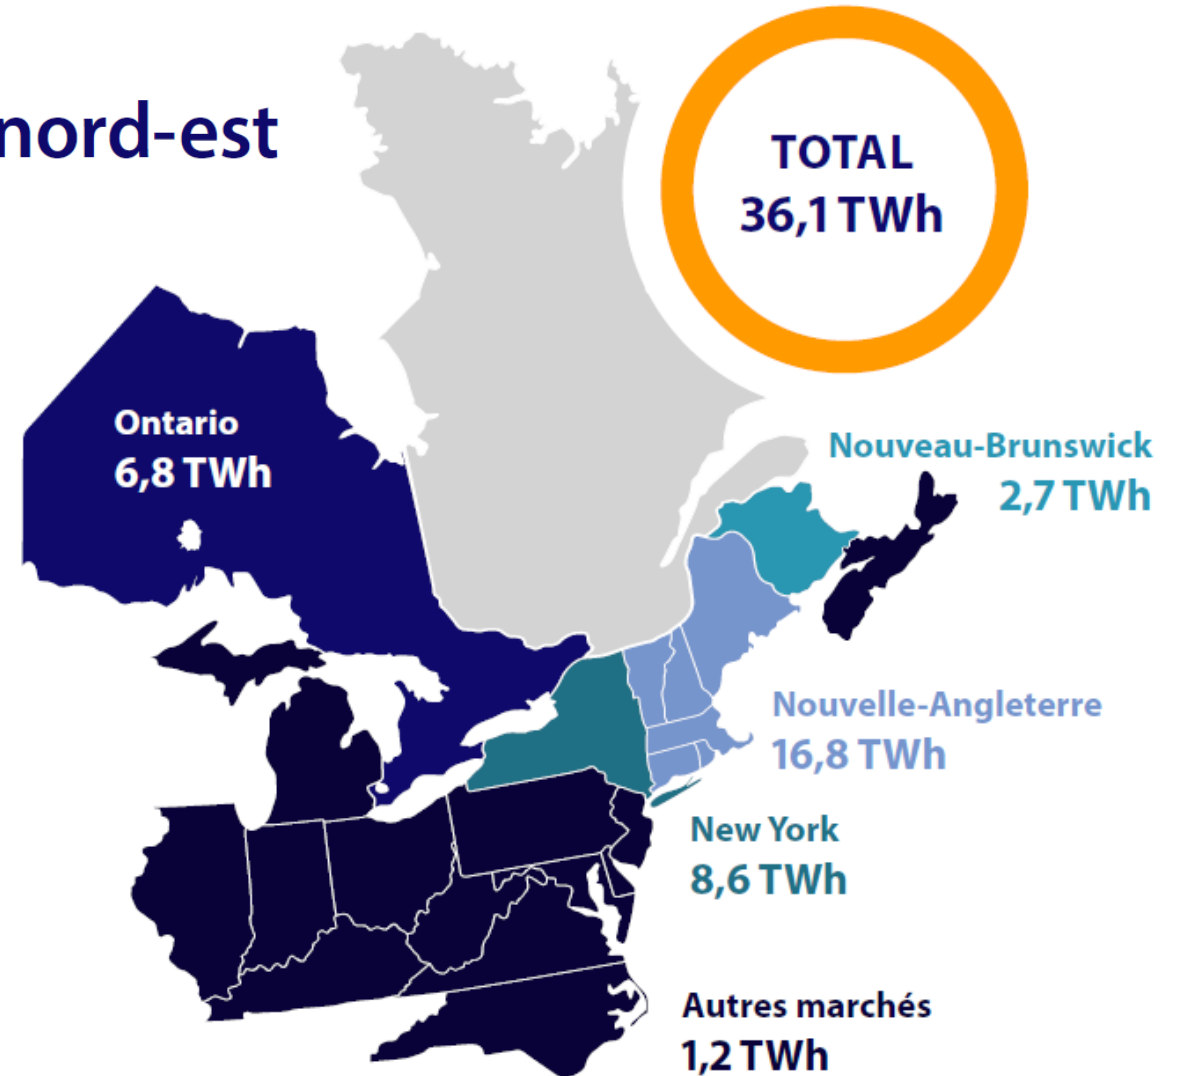 nord-est
TOTAL
36,1 TWh
Ontario
6,8 TWh
Nouveau-Brunswick
2,7 TWh
Nouvelle-Angleterre
16,8 TWh
New York
8,6 TWh
Autres marchés
1,2 TWh